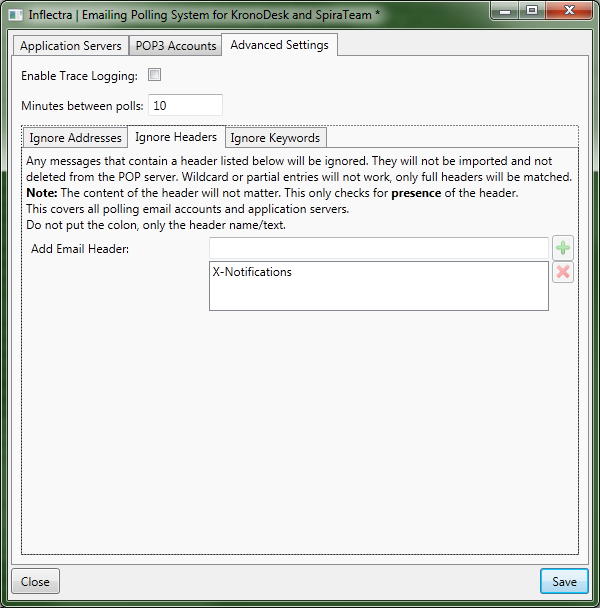 Inflectra | Emailing Polling System for KronoDesk and SpiraTeam *
Application Servers POP3 Accounts Advanced Settings
Enable Trace Logging:
Minutes between polls: 10
Ignore Addresses Ignore Headers Ignore Keywords
Any messages that contain a header listed below will be ignored. They will not be imported and not
deleted from the POP server. Wildcard or partial entries will not work, only full headers will be matched.
Note: The content of the header will not matter. This only checks for presence of the header.
This covers all polling email accounts and application servers.
Do not put the colon, only the header name/text.
Add Email Header:
X-Notifications
Close Save